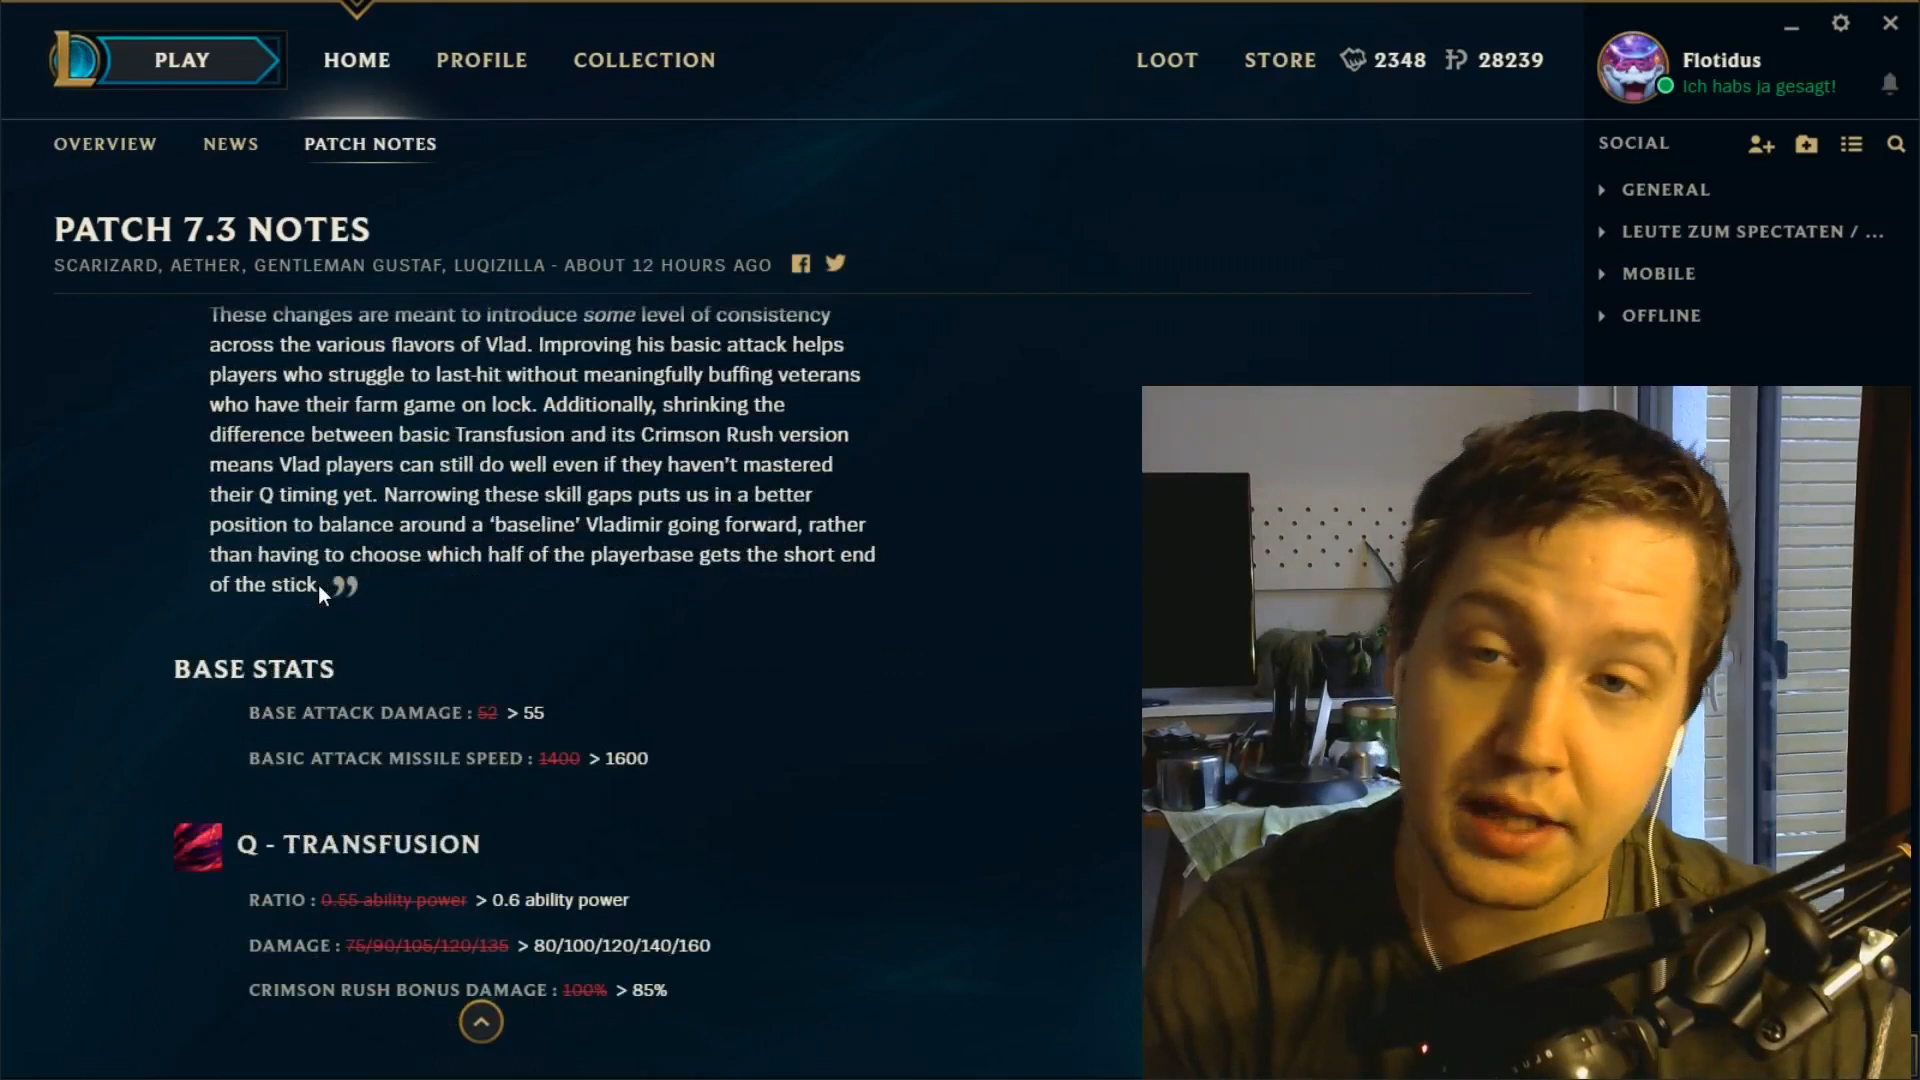 PLAY
HOME
PROFILE
COLLECTION
LOOT
STORE
2348
28239
Flotidus
Ich habs ja gesagt!
OVERVIEW
NEWS
PATCH NOTES
SOCIAL
GENERAL
LEUTE ZUM SPECTATEN / ...
MOBILE
OFFLINE
PATCH 7.3 NOTES
SCARIZARD, AETHER, GENTLEMAN GUSTAF, LUQIZILLA - ABOUT 12 HOURS AGO
These changes are meant to introduce some level of consistency
across the various flavors of Vlad. Improving his basic attack helps
players who struggle to last-hit without meaningfully buffing veterans
who have their farm game on lock. Additionally, shrinking the
difference between basic Transfusion and its Crimson Rush version
means Vlad players can still do well even if they haven’t mastered
their Q timing yet. Narrowing these skill gaps puts us in a better
position to balance around a ‘baseline’ Vladimir going forward, rather
than having to choose which half of the playerbase gets the short end
of the stick. ”
BASE STATS
BASE ATTACK DAMAGE : 52 > 55
BASIC ATTACK MISSILE SPEED : 1400 > 1600
Q - TRANSFUSION
RATIO : 0.55 ability power > 0.6 ability power
DAMAGE : 75/90/105/120/135 > 80/100/120/140/160
CRIMSON RUSH BONUS DAMAGE : 100% > 85%